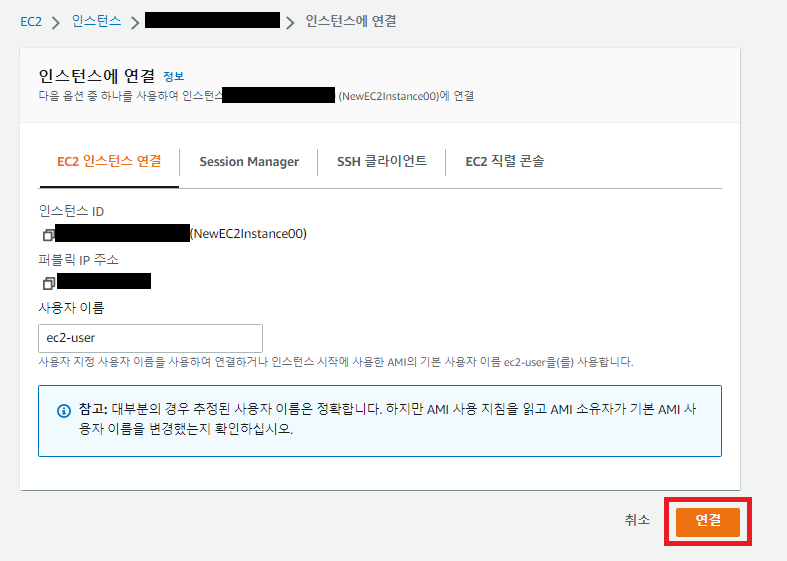 EC2 > 인스턴스 > > 인스턴스에 연결
인스턴스에 연결 정보
다음 옵션 중 하나를 사용하여 인스턴스 (NewEC2Instance00)에 연결
EC2 인스턴스 연결 Session Manager SSH 클라이언트 EC2 직렬 콘솔
인스턴스 ID
(NewEC2Instance00)
퍼블릭 IP 주소
사용자 이름
ec2-user
사용자 지정 사용자 이름을 사용하여 연결하거나 인스턴스 시작에 사용한 AMI의 기본 사용자 이름 ec2-user을(를) 사용합니다.
참고: 대부분의 경우 추정된 사용자 이름은 정확합니다. 하지만 AMI 사용 지침을 읽고 AMI 소유자가 기본 AMI 사
용자 이름을 변경했는지 확인하십시오.
취소 연결